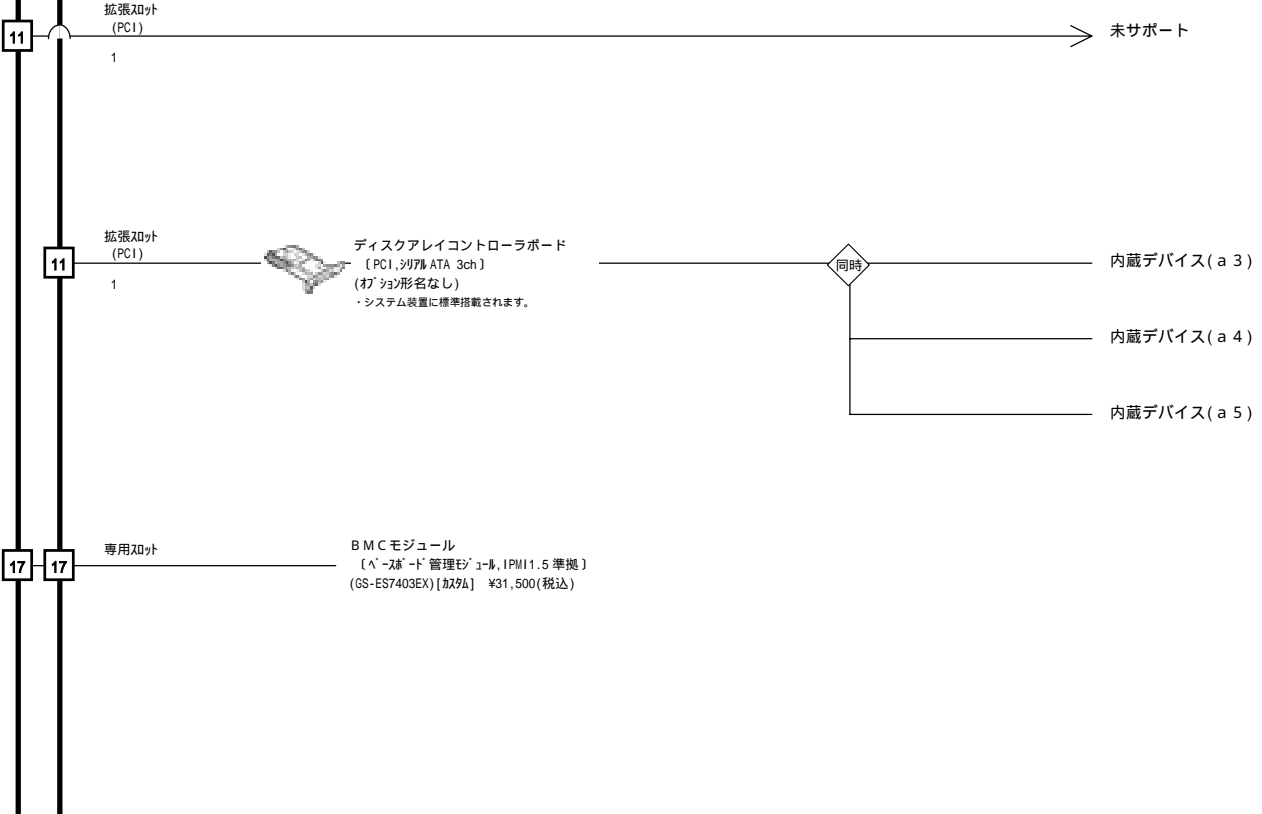 拡張ｽﾛｯﾄ
(PCI)
11
1
未サポート
拡張ｽﾛｯﾄ
(PCI)
11
1
ディスクアレイコントローラボード
〔PCI,ｼﾘｱﾙ ATA 3ch〕
(ｵﾌﾟｼｮﾝ形名なし)
・システム装置に標準搭載されます。
同時
内蔵デバイス(ａ３)
内蔵デバイス(ａ４)
内蔵デバイス(ａ５)
17
17
専用ｽﾛｯﾄ
ＢＭＣモジュール
〔ﾍﾞｰｽﾎﾞｰﾄﾞ管理ﾓｼﾞｭｰﾙ,IPMI1.5 準拠〕
(GS-ES7403EX)[ｶｽﾀﾑ] ¥31,500(税込)